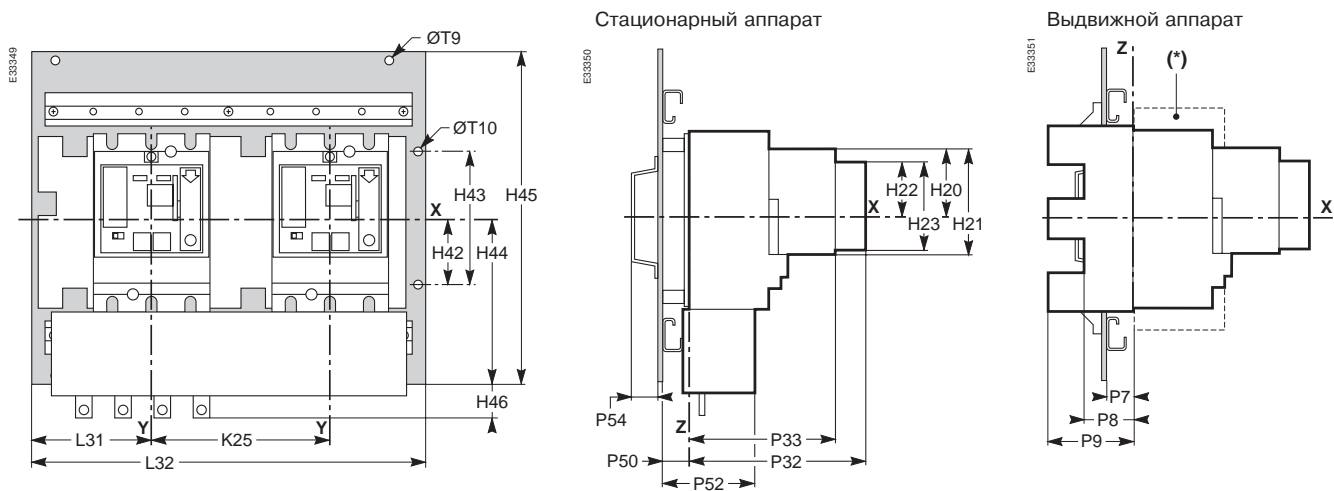 Стационарный аппарат
Выдвижной аппарат
E33349
ØT9
ØT10
H43
H45
X
H42
H44
H46
Y
Y
L31
K25
L32
E33350
H22
H20
X
H23
H21
P54
Z
P33
P50
P32
P52
E33351
Z
(*)
X
P7
P8
P9